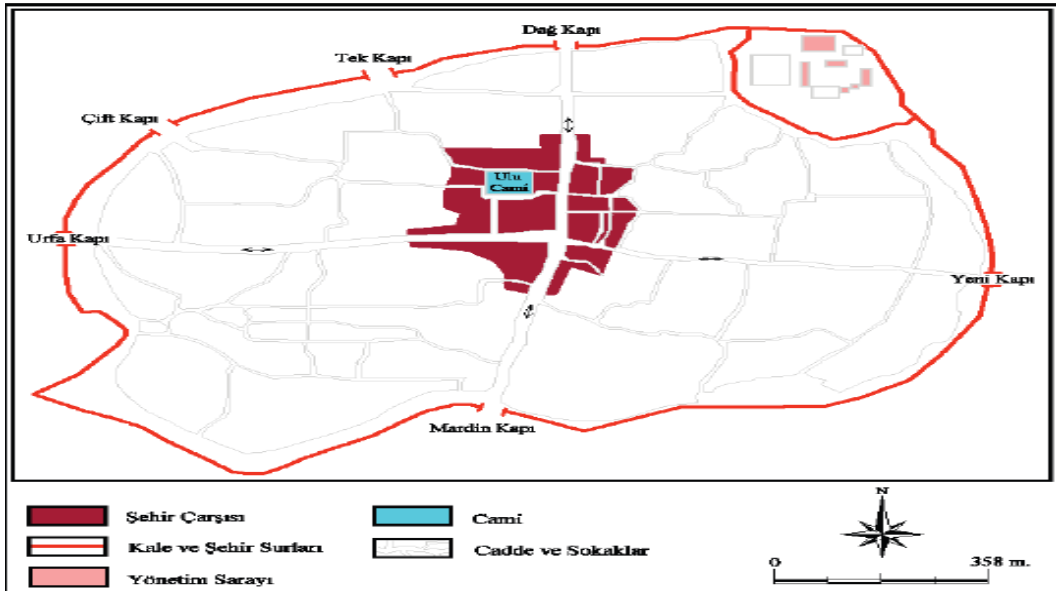 Dağ Kapı
Tek Kapı
Çift Kapı
Ulu
Cami
Urfa Kapı
Yeni Kapı
Mardin Kapı
Şehir Çarşısı
Kale ve Şehir Surları
Yönetim Sarayı
Cami
Cadde ve Sokaklar
N
0 358 m.